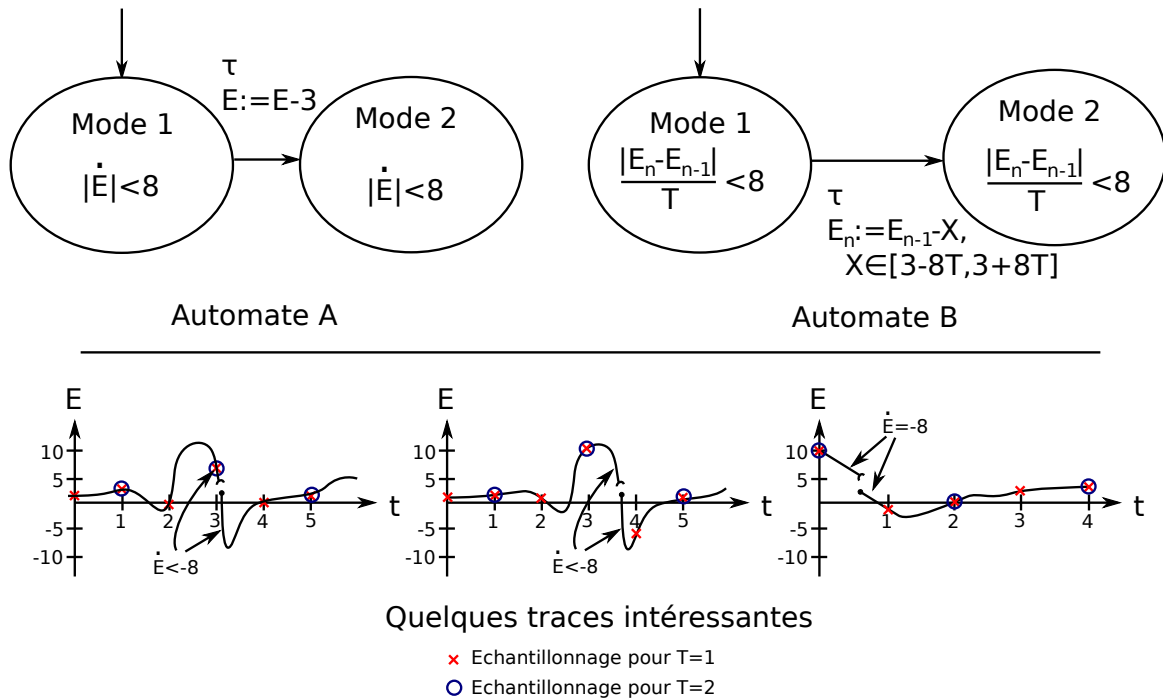 τ
E:=E-3
Mode 1
|Ė|<8
Mode 2
|Ė|<8
Automate A
Mode 1
|Eₙ-Eₙ₋₁|
T
<8
τ
Eₙ:=Eₙ₋₁-X,
X∈[3-8T,3+8T]
Mode 2
|Eₙ-Eₙ₋₁|
T
<8
Automate B
E
10
5
-5
-10
1
2
3
4
5
t
Ė<-8
E
10
5
-5
-10
1
2
3
4
5
t
Ė<-8
E
10
5
-5
-10
1
2
3
4
t
Ė=-8
Quelques traces intéressantes
Echantillonnage pour T=1
Echantillonnage pour T=2